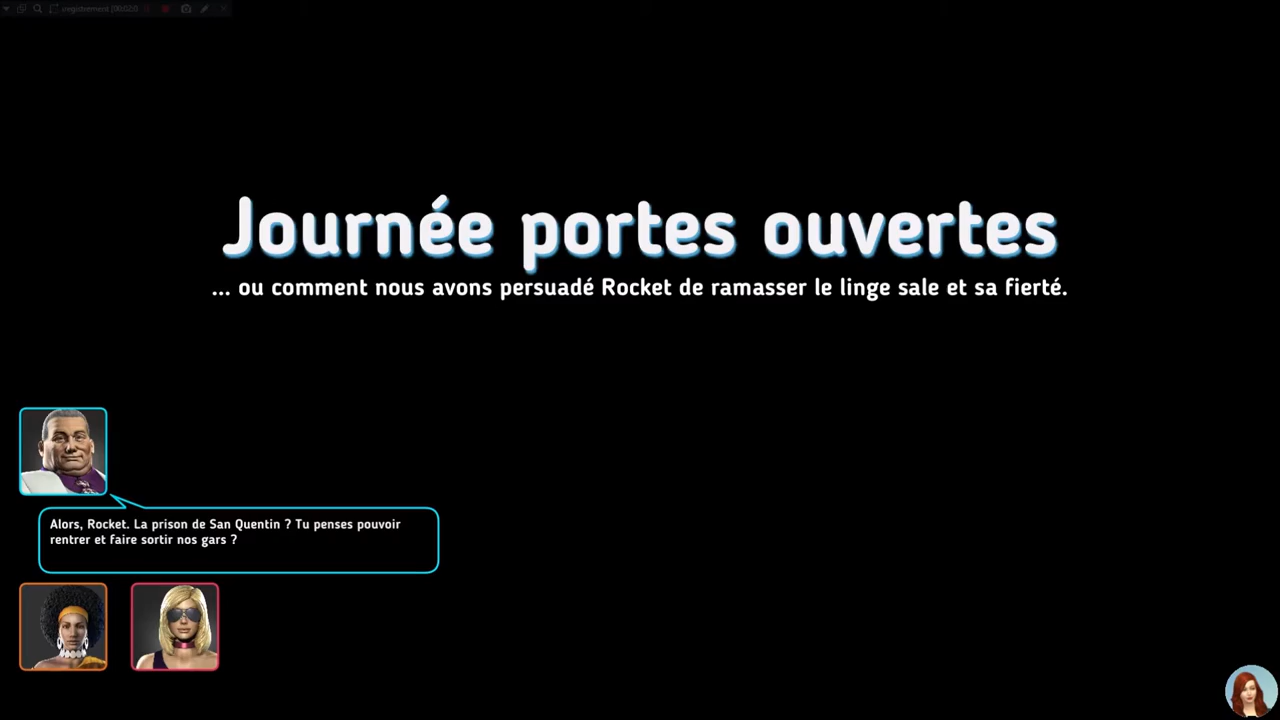 Journée portes ouvertes
... ou comment nous avons persuadé Rocket de ramasser le linge sale et sa fierté.
Alors, Rocket. La prison de San Quentin ? Tu penses pouvoir
rentrer et faire sortir nos gars ?